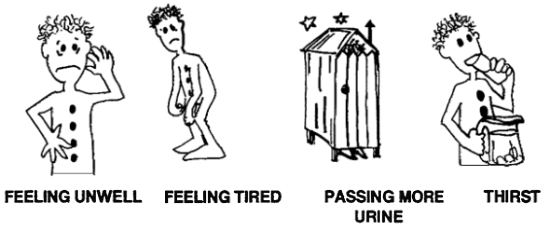 FEELING UNWELL
FEELING TIRED
PASSING MORE
URINE
THIRST